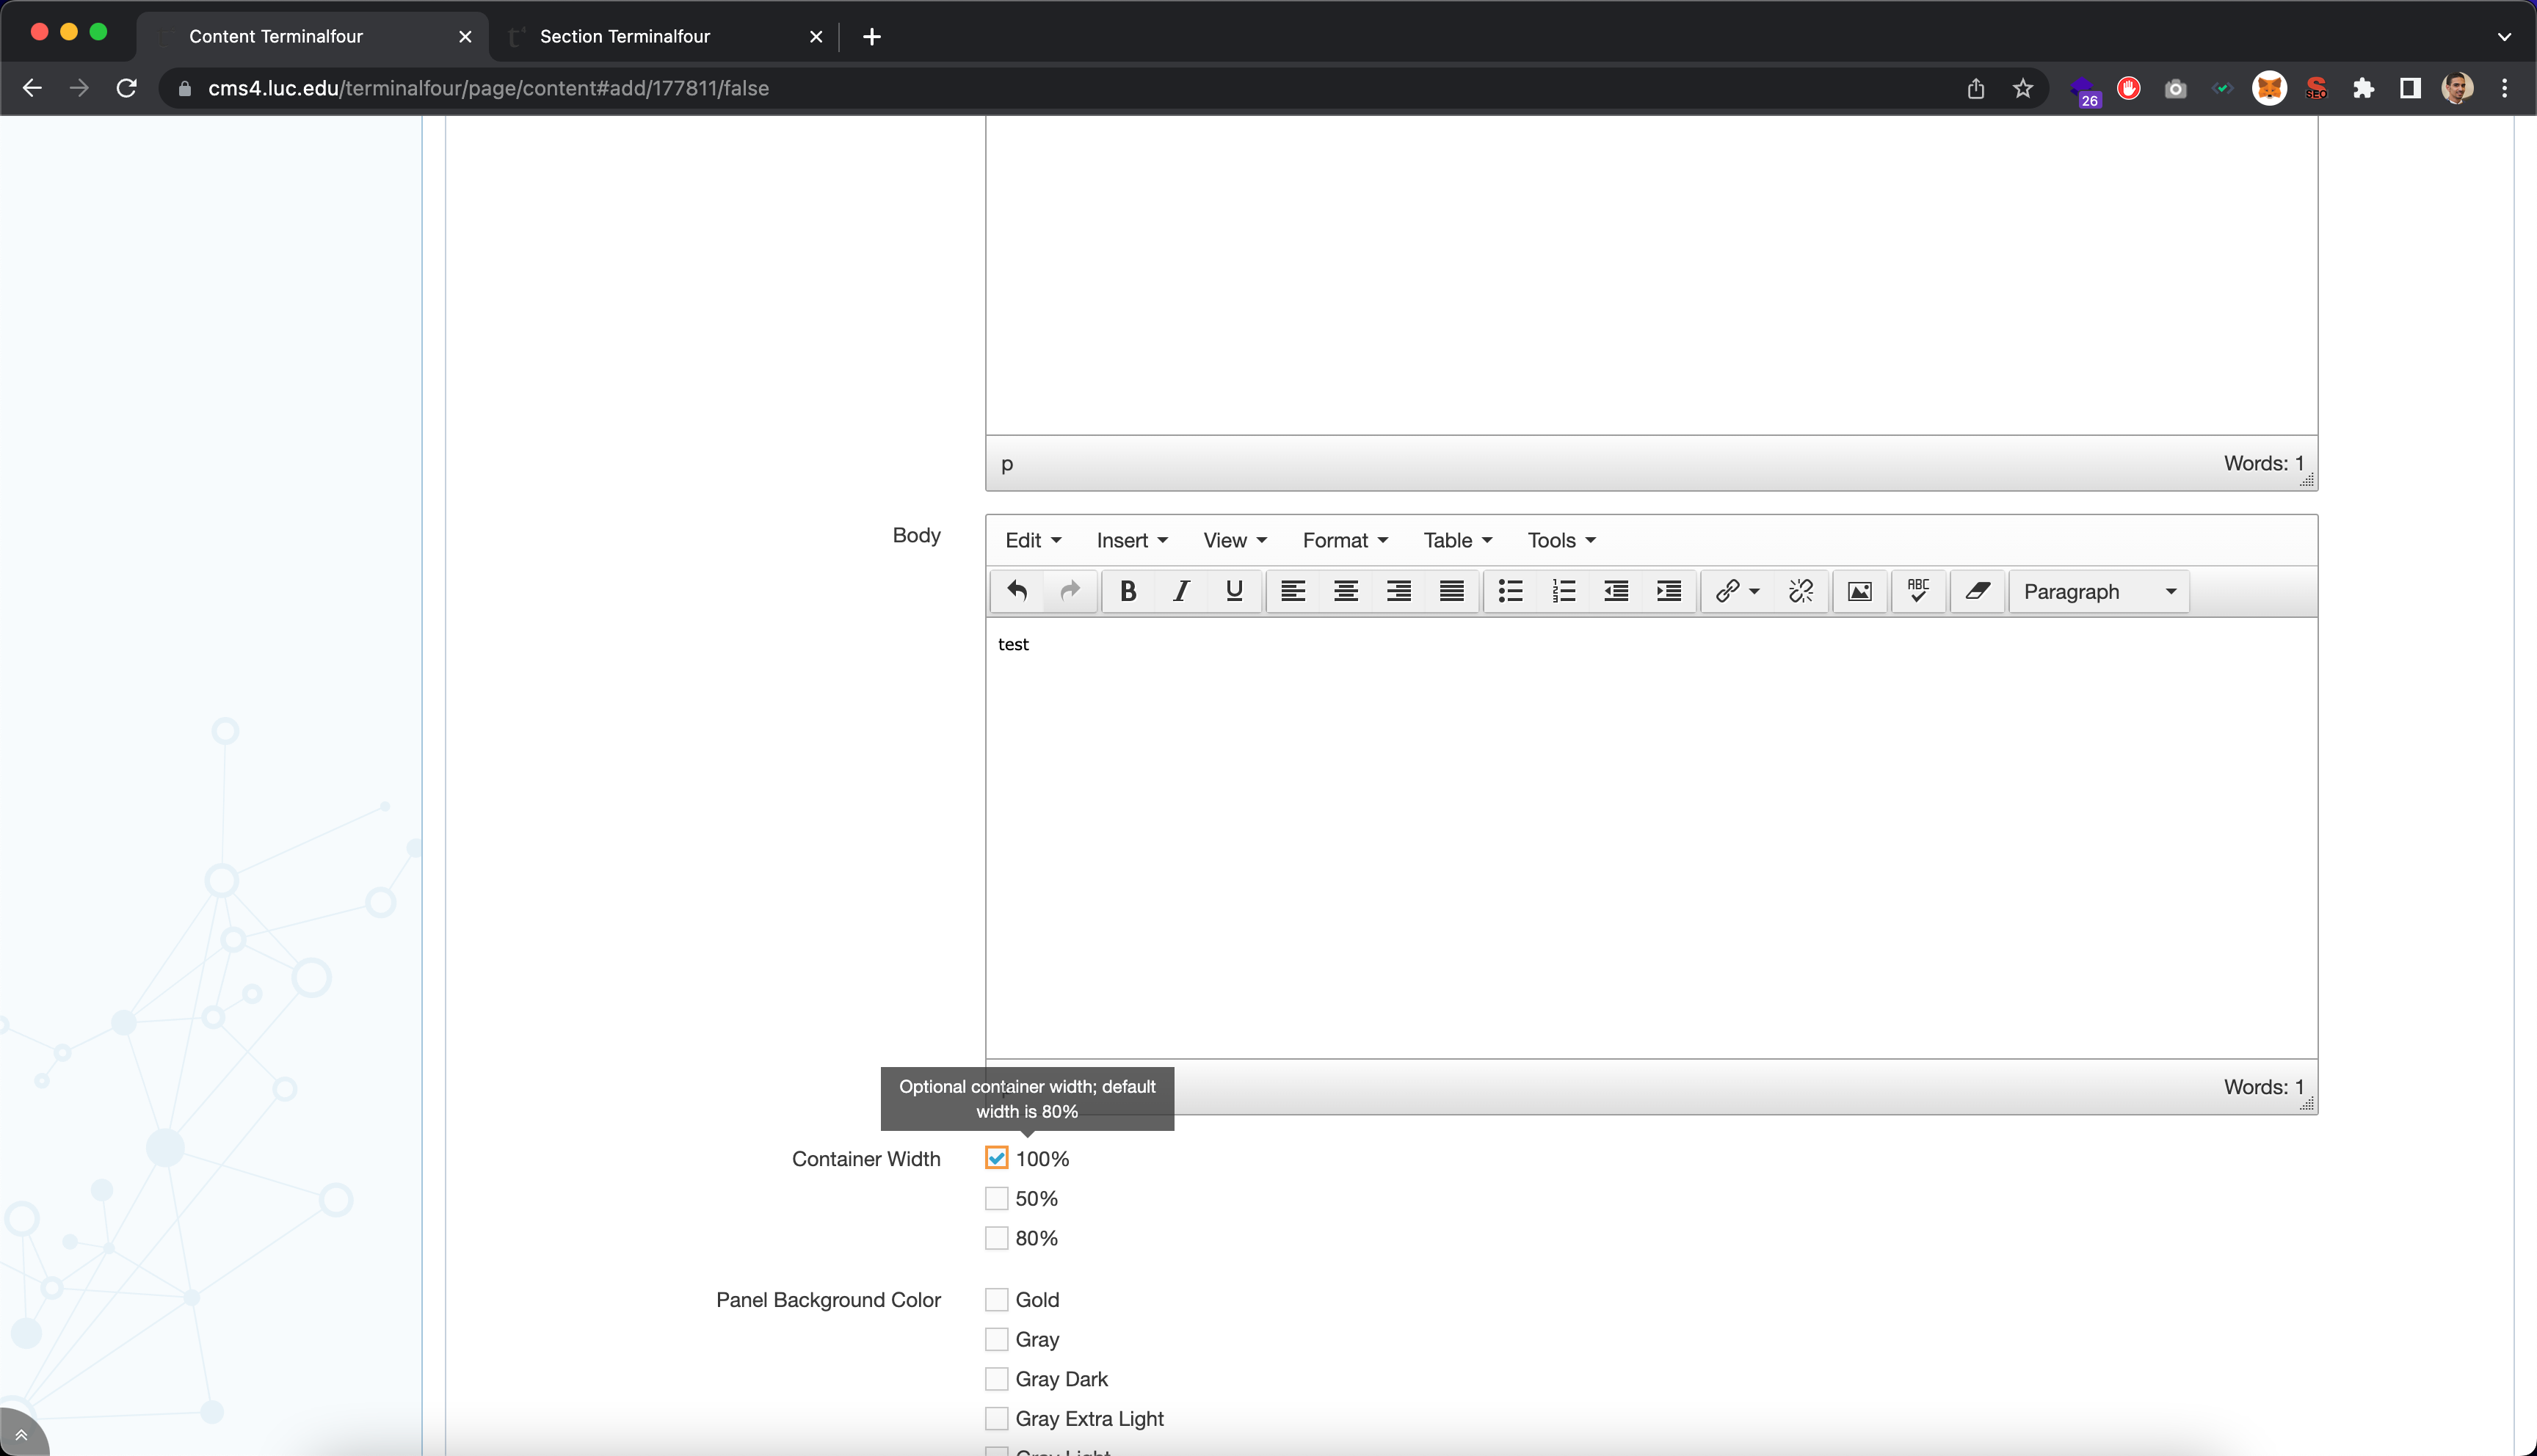 Content Terminalfour
Section Terminalfour
cms4.luc.edu/terminalfour/page/content#add/177811/false
26
SEO
p
Words: 1
Body
Edit
Insert
View
Format
Table
Tools
B I U
ABC
Paragraph
test
Words: 1
Optional container width; default
width is 80%
Container Width
100%
50%
80%
Panel Background Color
Gold
Gray
Gray Dark
Gray Extra Light